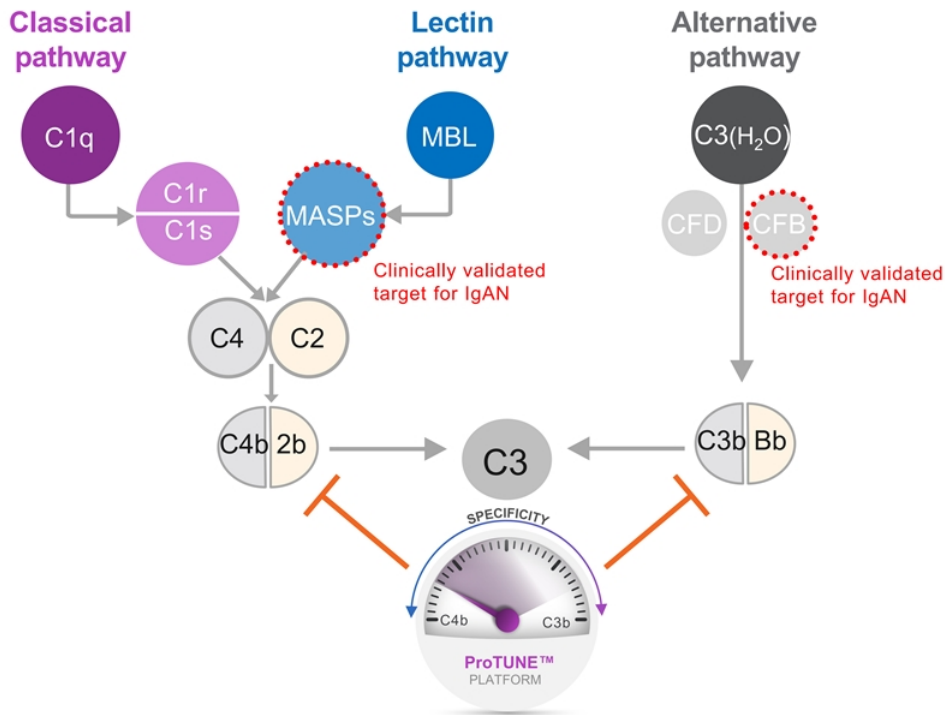 Classical
pathway
Lectin
pathway
Alternative
pathway
C1q
MBL
C3(H₂O)
C1r
C1s
MASPs
CFD
CFB
Clinically validated
target for IgAN
Clinically validated
target for IgAN
C4
C2
C4b
2b
C3
C3b
Bb
SPECIFICITY
C4b
C3b
ProTUNE™
PLATFORM